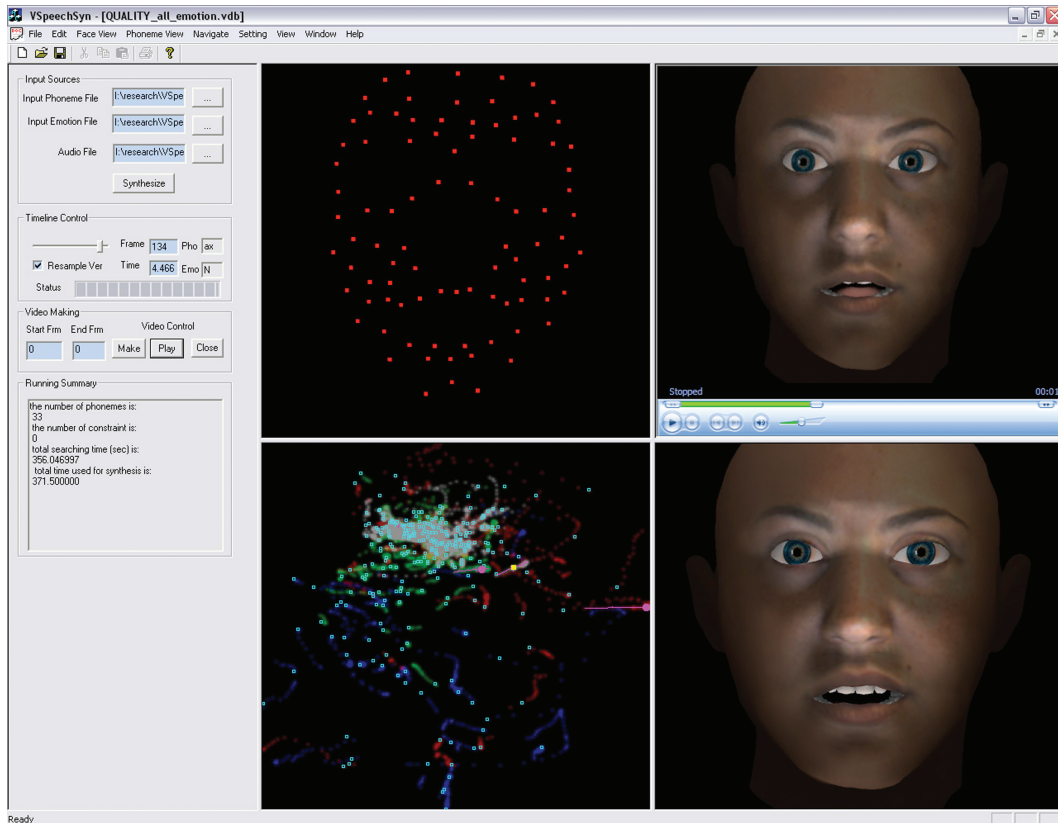 VSpeechSyn - [QUALITY_all_emotion.vdb]
File Edit Face View Phoneme View Navigate Setting View Window Help
Input Sources
Input Phoneme File I:\research\VSpe ...
Input Emotion File I:\research\VSpe ...
Audio File I:\research\VSpe ...
Synthesize
Timeline Control
Frame 134 Pho ax
Resample Ver Time 4.466 Emo N
Status
Video Making
Start Frm End Frm Video Control
0 0 Make Play Close
Running Summary
the number of phonemes is:
33
the number of constraint is:
0
total searching time (sec) is:
356.046997
total time used for synthesis is:
371.500000
Stopped 00:01
Ready